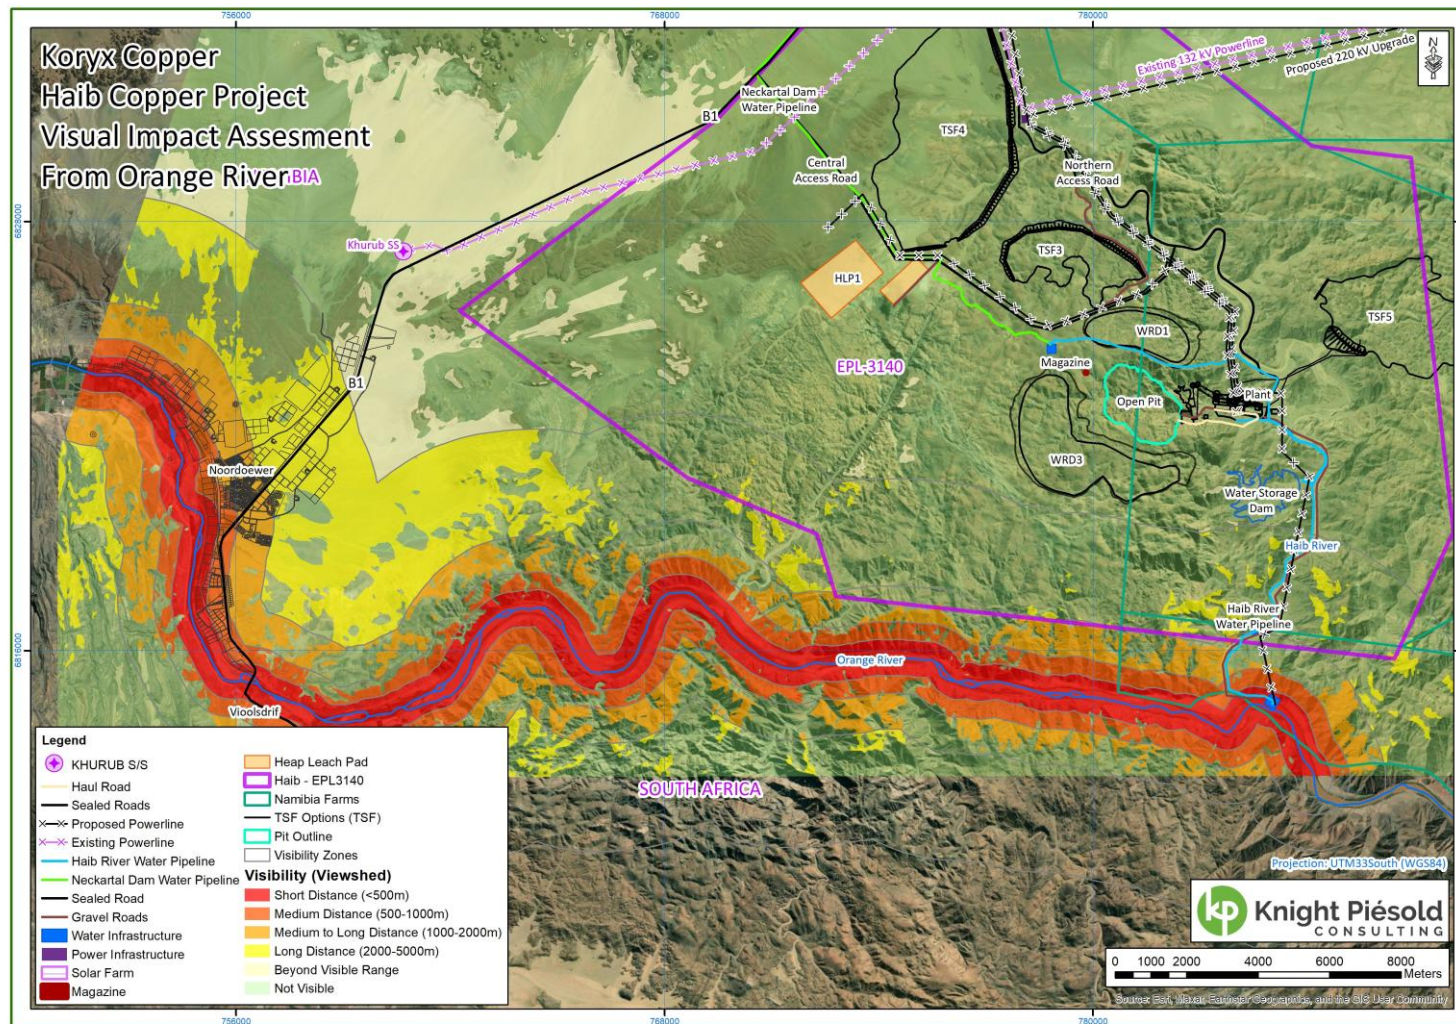 756000
768000
780000
Koryx Copper
Haib Copper Project
Visual Impact Assesment
From Orange River
IBIA
Existing 132 kV Powerline
Proposed 220 kV Upgrade
N
Neckartal Dam
Water Pipeline
B1
TSF4
Central
Access Road
Northern
Access Road
6828000
6828000
Khurub SS
HLP1
TSF3
TSF5
WRD1
Magazine
EPL-3140
B1
Open Pit
Plant
WRD3
Noordoewer
Water Storage
Dam
Haib River
Haib River
Water Pipeline
6816000
6816000
Orange River
Vioolsdrif
SOUTH AFRICA
Legend
KHURUB S/S
Haul Road
Sealed Roads
Proposed Powerline
Existing Powerline
Haib River Water Pipeline
Neckartal Dam Water Pipeline
Sealed Road
Gravel Roads
Water Infrastructure
Power Infrastructure
Solar Farm
Magazine
Heap Leach Pad
Haib - EPL3140
Namibia Farms
TSF Options (TSF)
Pit Outline
Visibility Zones
Visibility (Viewshed)
Short Distance (<500m)
Medium Distance (500-1000m)
Medium to Long Distance (1000-2000m)
Long Distance (2000-5000m)
Beyond Visible Range
Not Visible
Projection: UTM33South (WGS84)
kp Knight Piésold
CONSULTING
0 1000 2000 4000 6000 8000
Meters
Source: Esri, Maxar, Earthstar Geographics, and the GIS User Community
756000
768000
780000